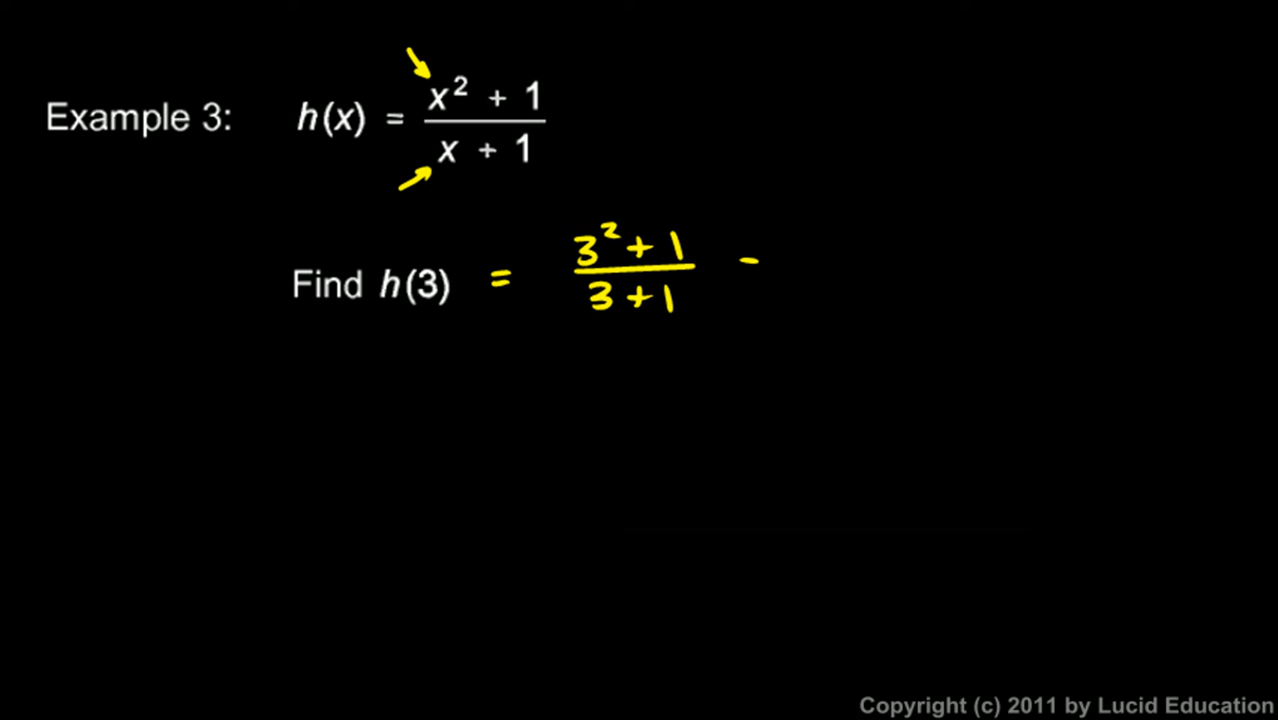 Example 3: h(x) = x² + 1 / x + 1
Find h(3) = 3² + 1 / 3 + 1 -
Copyright (c) 2011 by Lucid Education